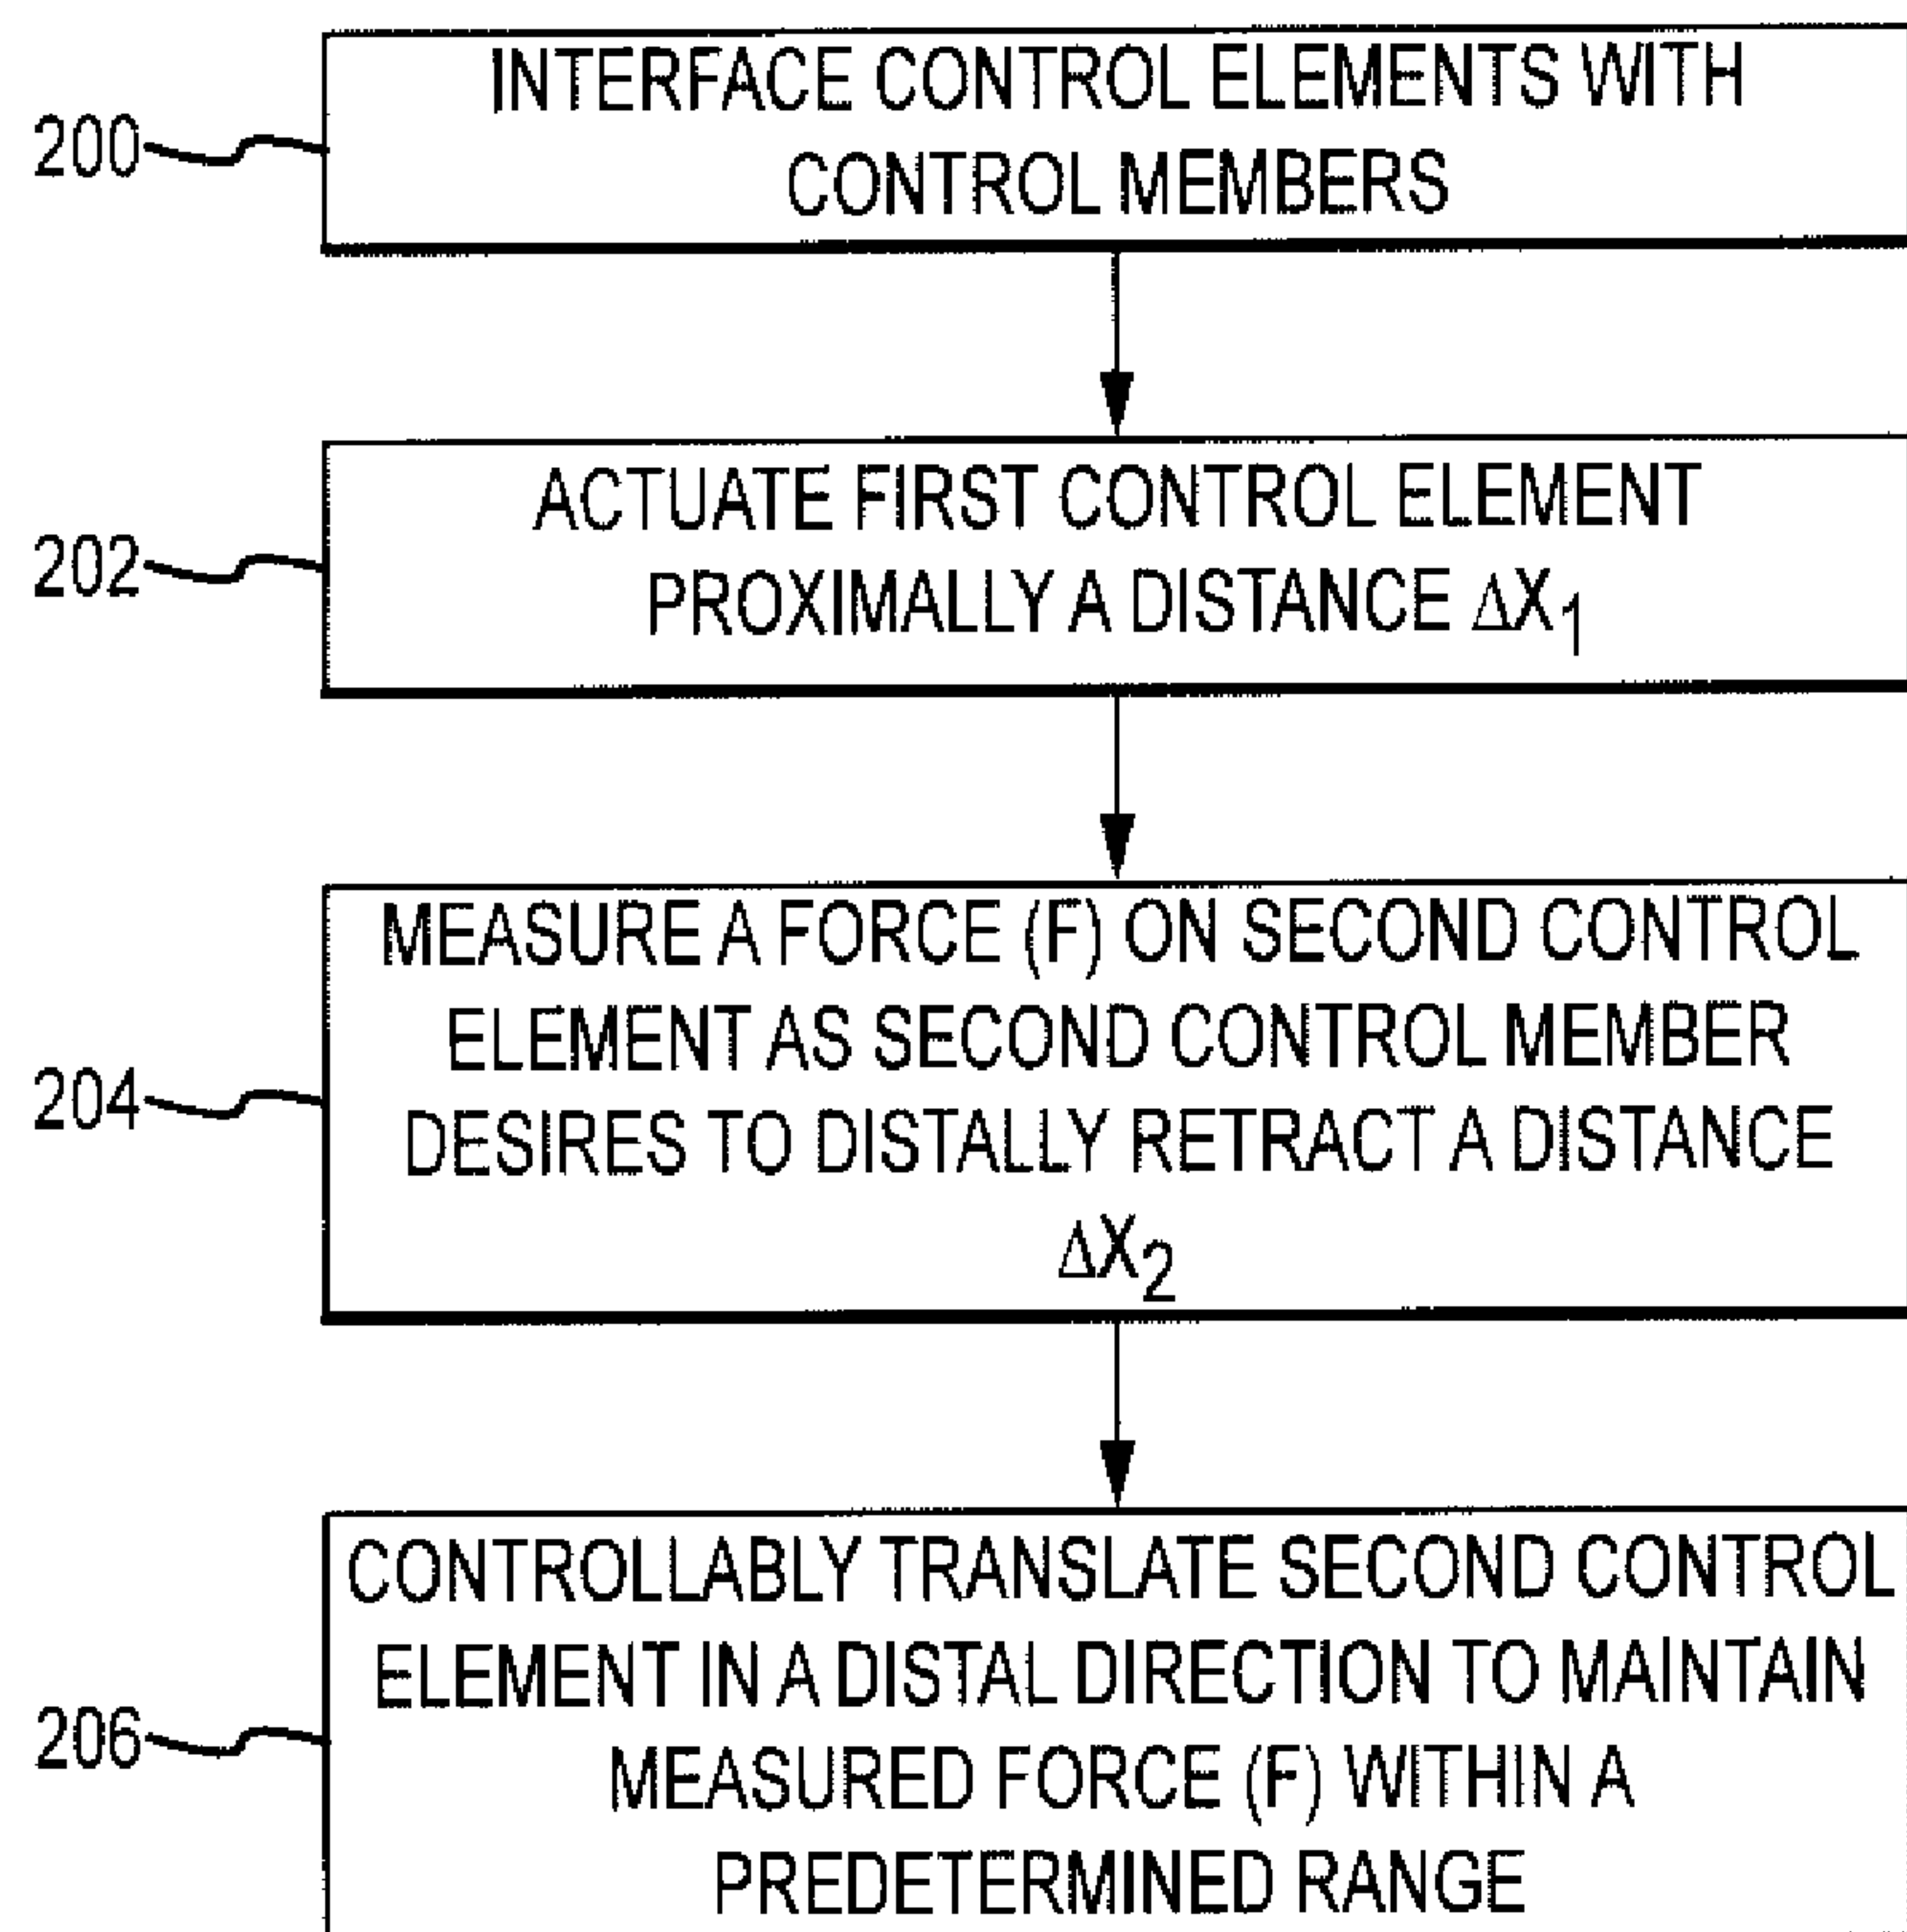 200
INTERFACE CONTROL ELEMENTS WITH
CONTROL MEMBERS
202
ACTUATE FIRST CONTROL ELEMENT
PROXIMALLY A DISTANCE ΔX₁
204
MEASURE A FORCE (F) ON SECOND CONTROL
ELEMENT AS SECOND CONTROL MEMBER
DESIRES TO DISTALLY RETRACT A DISTANCE
ΔX₂
206
CONTROLLABLY TRANSLATE SECOND CONTROL
ELEMENT IN A DISTAL DIRECTION TO MAINTAIN
MEASURED FORCE (F) WITHIN A
PREDETERMINED RANGE